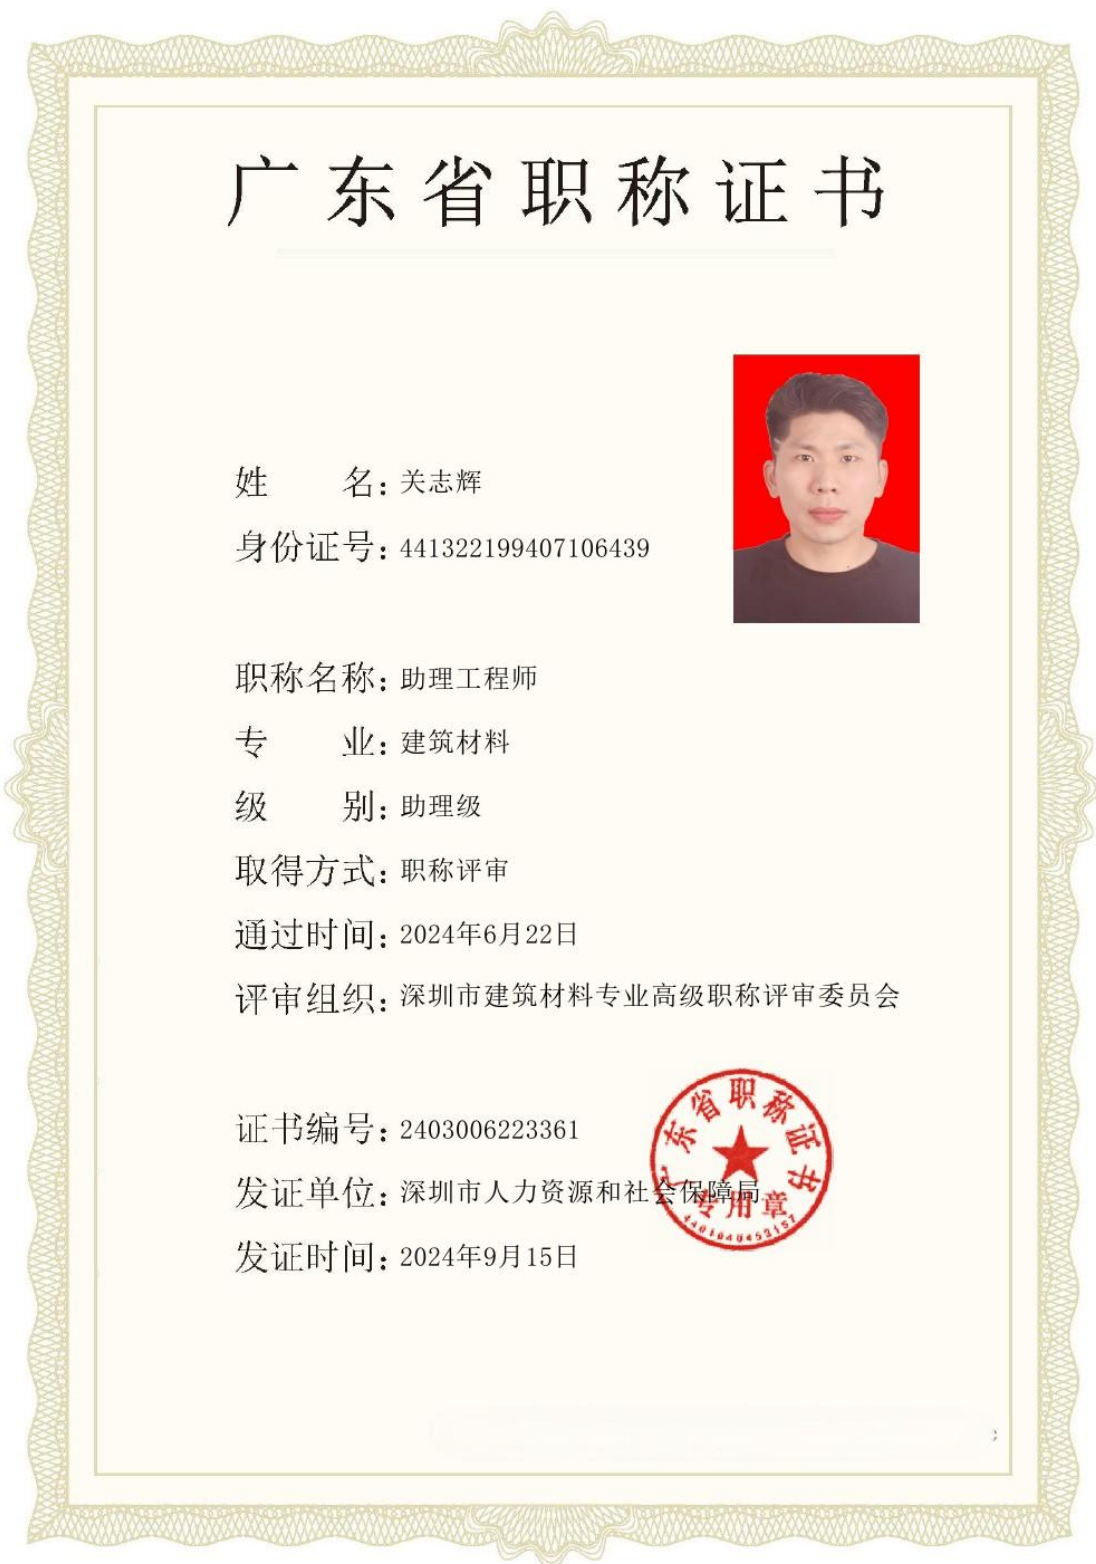 广东省职称证书
姓 名：关志辉
身份证号：441322199407106439
职称名称：助理工程师
专 业：建筑材料
级 别：助理级
取得方式：职称评审
通过时间：2024年6月22日
评审组织：深圳市建筑材料专业高级职称评审委员会
证书编号：2403006223361
发证单位：深圳市人力资源和社会保障局
发证时间：2024年9月15日
广东省职称证书
专用章
4401040453157